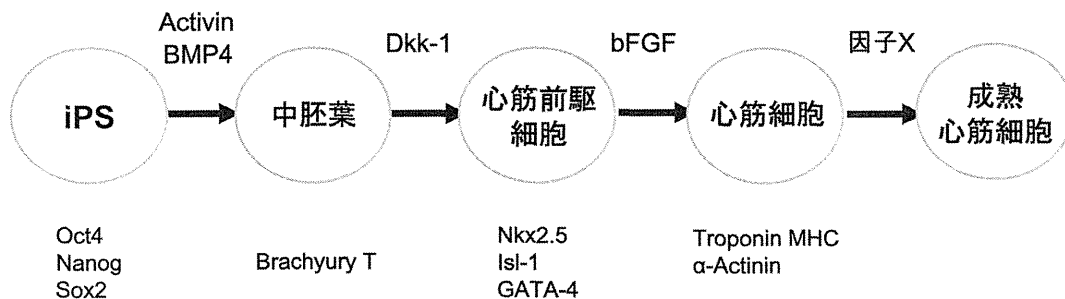 Activin
BMP4
Dkk-1
bFGF
因子X
iPS
中胚葉
心筋前駆
細胞
心筋細胞
成熟
心筋細胞
Oct4
Nanog
Sox2
Brachyury T
Nkx2.5
Isl-1
GATA-4
Troponin MHC
α-Actinin